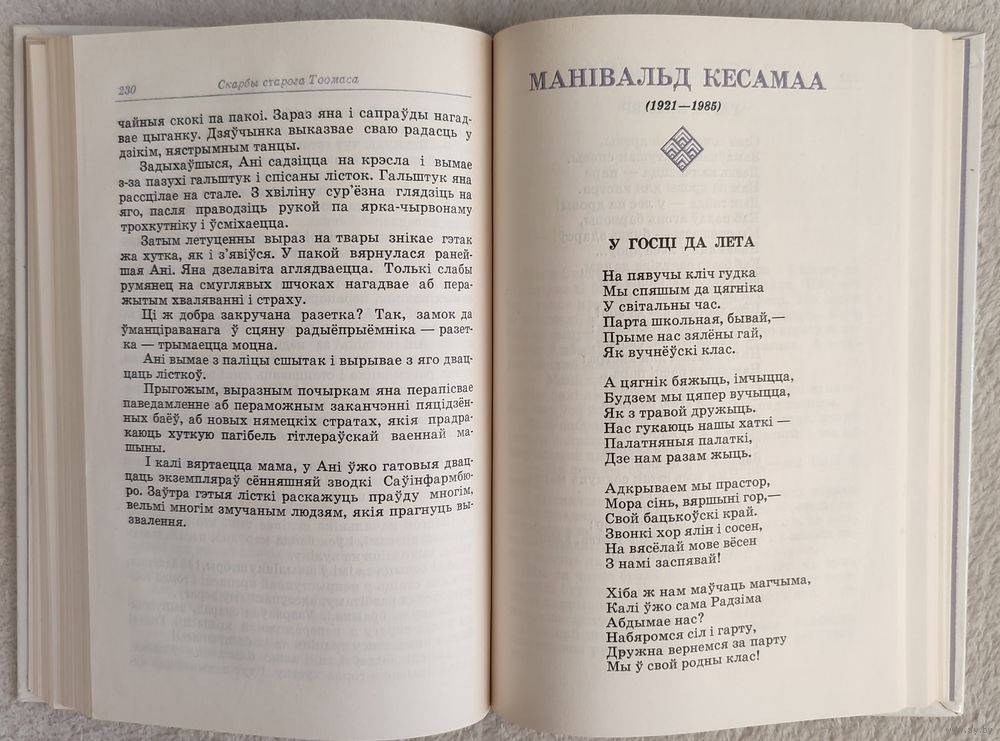 230
Скарбы старога Тоомаса
чайныя скокі па пакоі. Зараз яна і сапраўды нагад-
вае цыганку. Дзяўчынка выказвае сваю радасць у
дзікім, нястрымным танцы.
Задыхаўшыся, Ані садзіцца на крэсла і вымае
з-за пазухі гальштук і спісаны лісток. Гальштук яна
рассцілае на стале. З хвіліну сур’ёзна глядзіць на
яго, пасля праводзіць рукой па ярка-чырвонаму
трохкутніку і ўсміхаецца.
Затым летуценны выраз на твары знікае гэтак
жа хутка, як і з’явіўся. У пакой вярнулася раней-
шая Ані. Яна дзелавіта аглядваецца. Толькі слабы
румянец на смуглявых шчоках нагадвае аб пера-
жытым хваляванні і страху.
Ці ж добра закручана разетка? Так, замок да
ўманціраванага ў сцяну радыёпрыёмніка — разет-
ка — трымаецца моцна.
Ані вымае з паліцы сшытак і вырывае з яго двац-
цаць лісткоў.
Прыгожым, выразным почыркам яна перапісвае
паведамленне аб пераможным заканчэнні пяцідзён-
ных баёў, аб новых нямецкіх стратах, якія прадра-
каюць хуткую пагібель гітлераўскай ваеннай ма-
шыны.
І калі вяртаецца мама, у Ані ўжо гатовыя двац-
цаць экземпляраў сённяшняй зводкі Саўінфармбю-
ро. Заўтра гэтыя лісткі раскажуць праўду многім,
вельмі многім змучаным людзям, якія прагнуць вы-
звалення.
МАНІВАЛЬД КЕСАМАА
(1921—1985)
У ГОСЦІ ДА ЛЕТА
На пявучы кліч гудка
Мы спяшым да цягніка
У світальны час.
Парта школьная, бывай,—
Прыме нас зялёны гай,
Як вучнёўскі клас.
А цягнік бяжыць, імчыцца,
Будзем мы цяпер вучыцца,
Як з травой дружыць.
Нас гукаюць нашы хаткі —
Палатняныя палаткі,
Дзе нам разам жыць.
Адкрываем мы прастор,
Мора сінь, вяршыні гор,—
Свой бацькоўскі край.
Звонкі хор ялін і сосен,
На вясёлай мове вёсен
З намі заспявай!
Хіба ж нам маўчаць магчыма,
Калі ўжо сама Радзіма
Абдымае нас?
Набяромся сіл і гарту,
Дружна вернемся за парту
Мы ў свой родны клас!